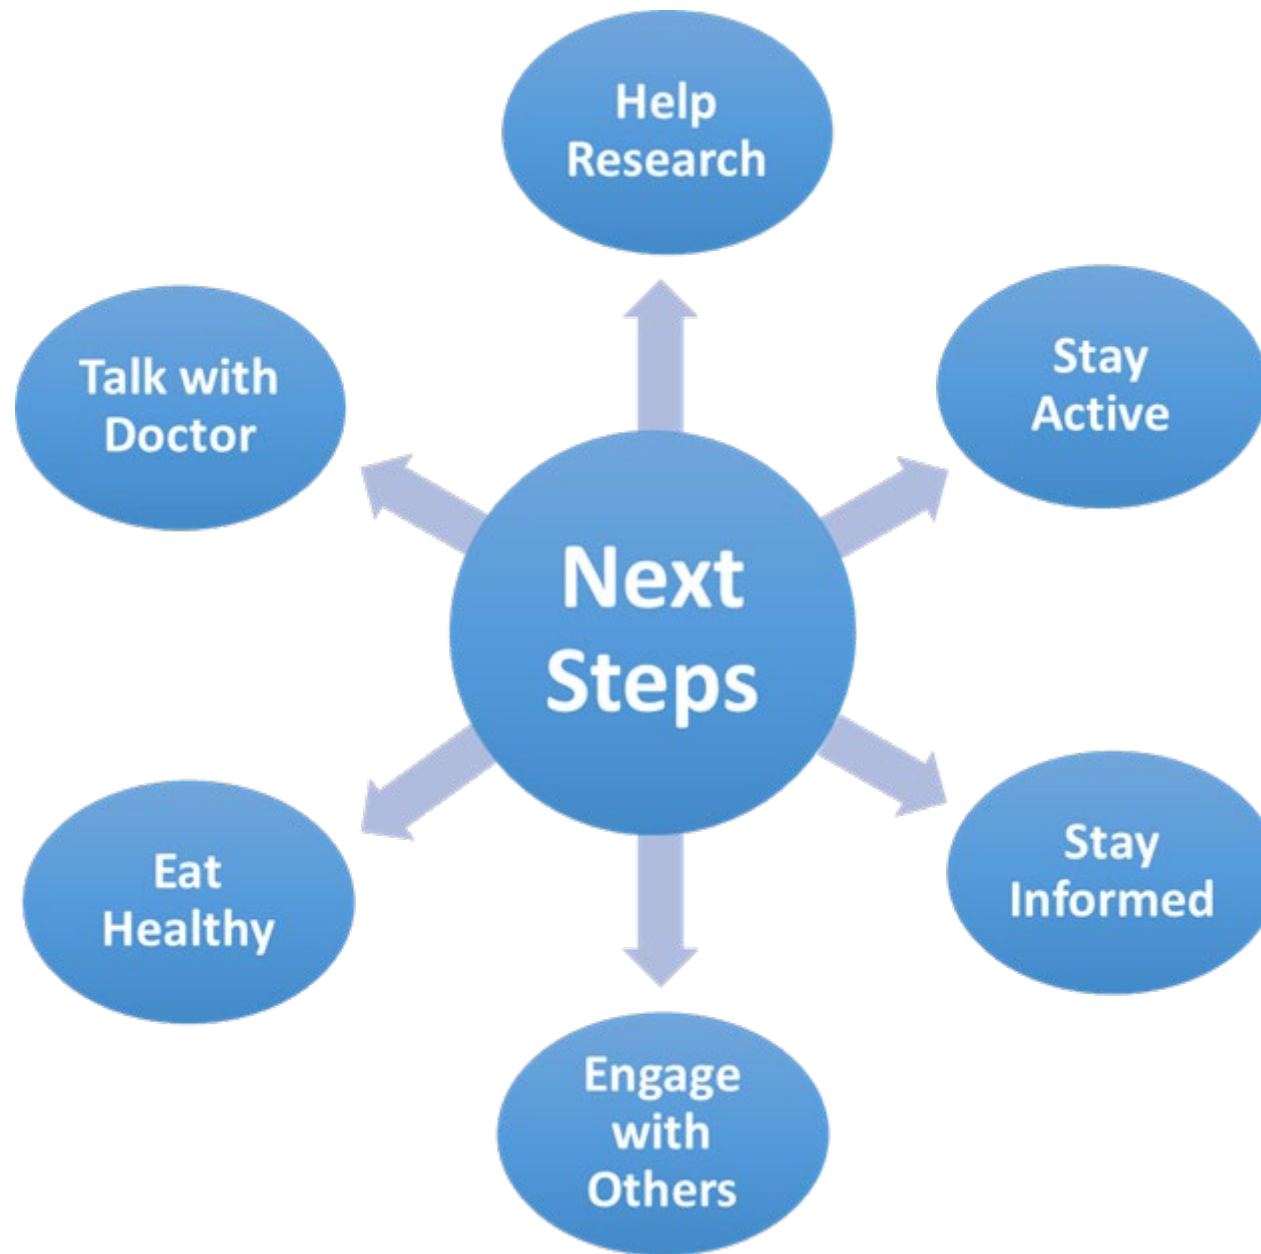 Help
Research
Talk with
Doctor
Stay
Active
Next
Steps
Eat
Healthy
Stay
Informed
Engage
with
Others